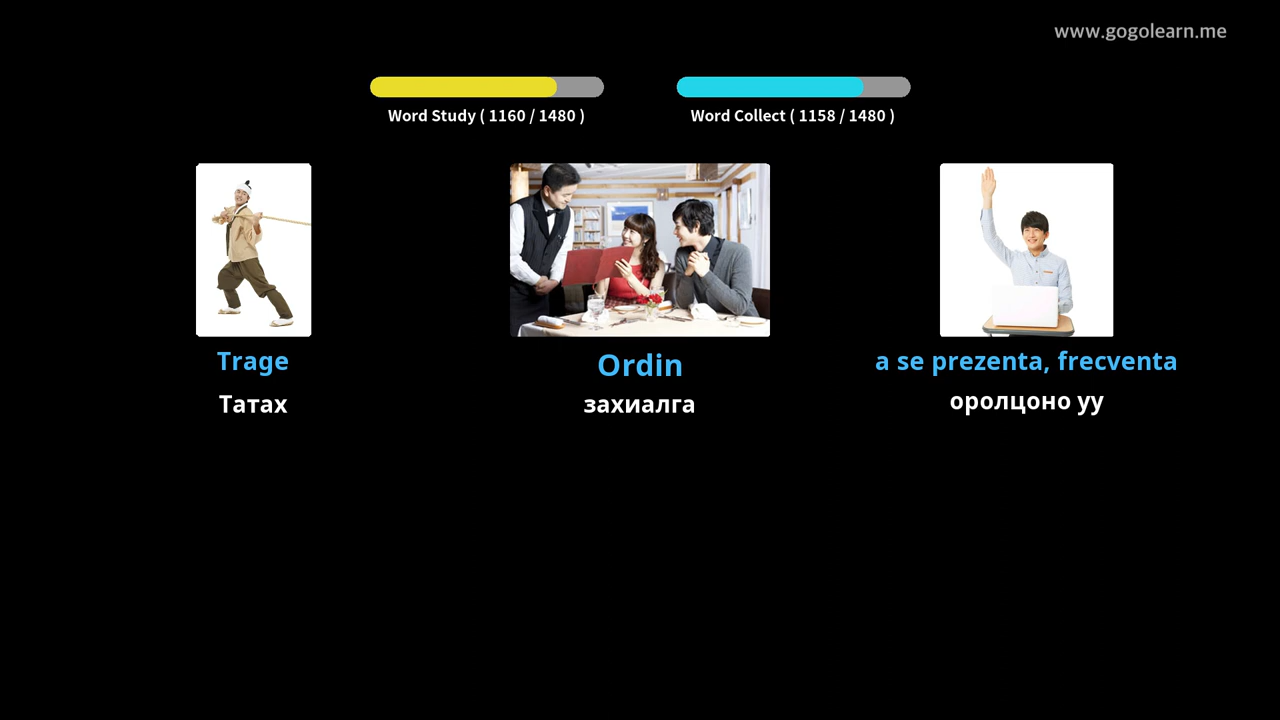 www.gogolearn.me
Word Study ( 1160 / 1480 )
Word Collect ( 1158 / 1480 )
Trage
Татах
Ordin
захиалга
a se prezenta, frecventa
оролцоно уу